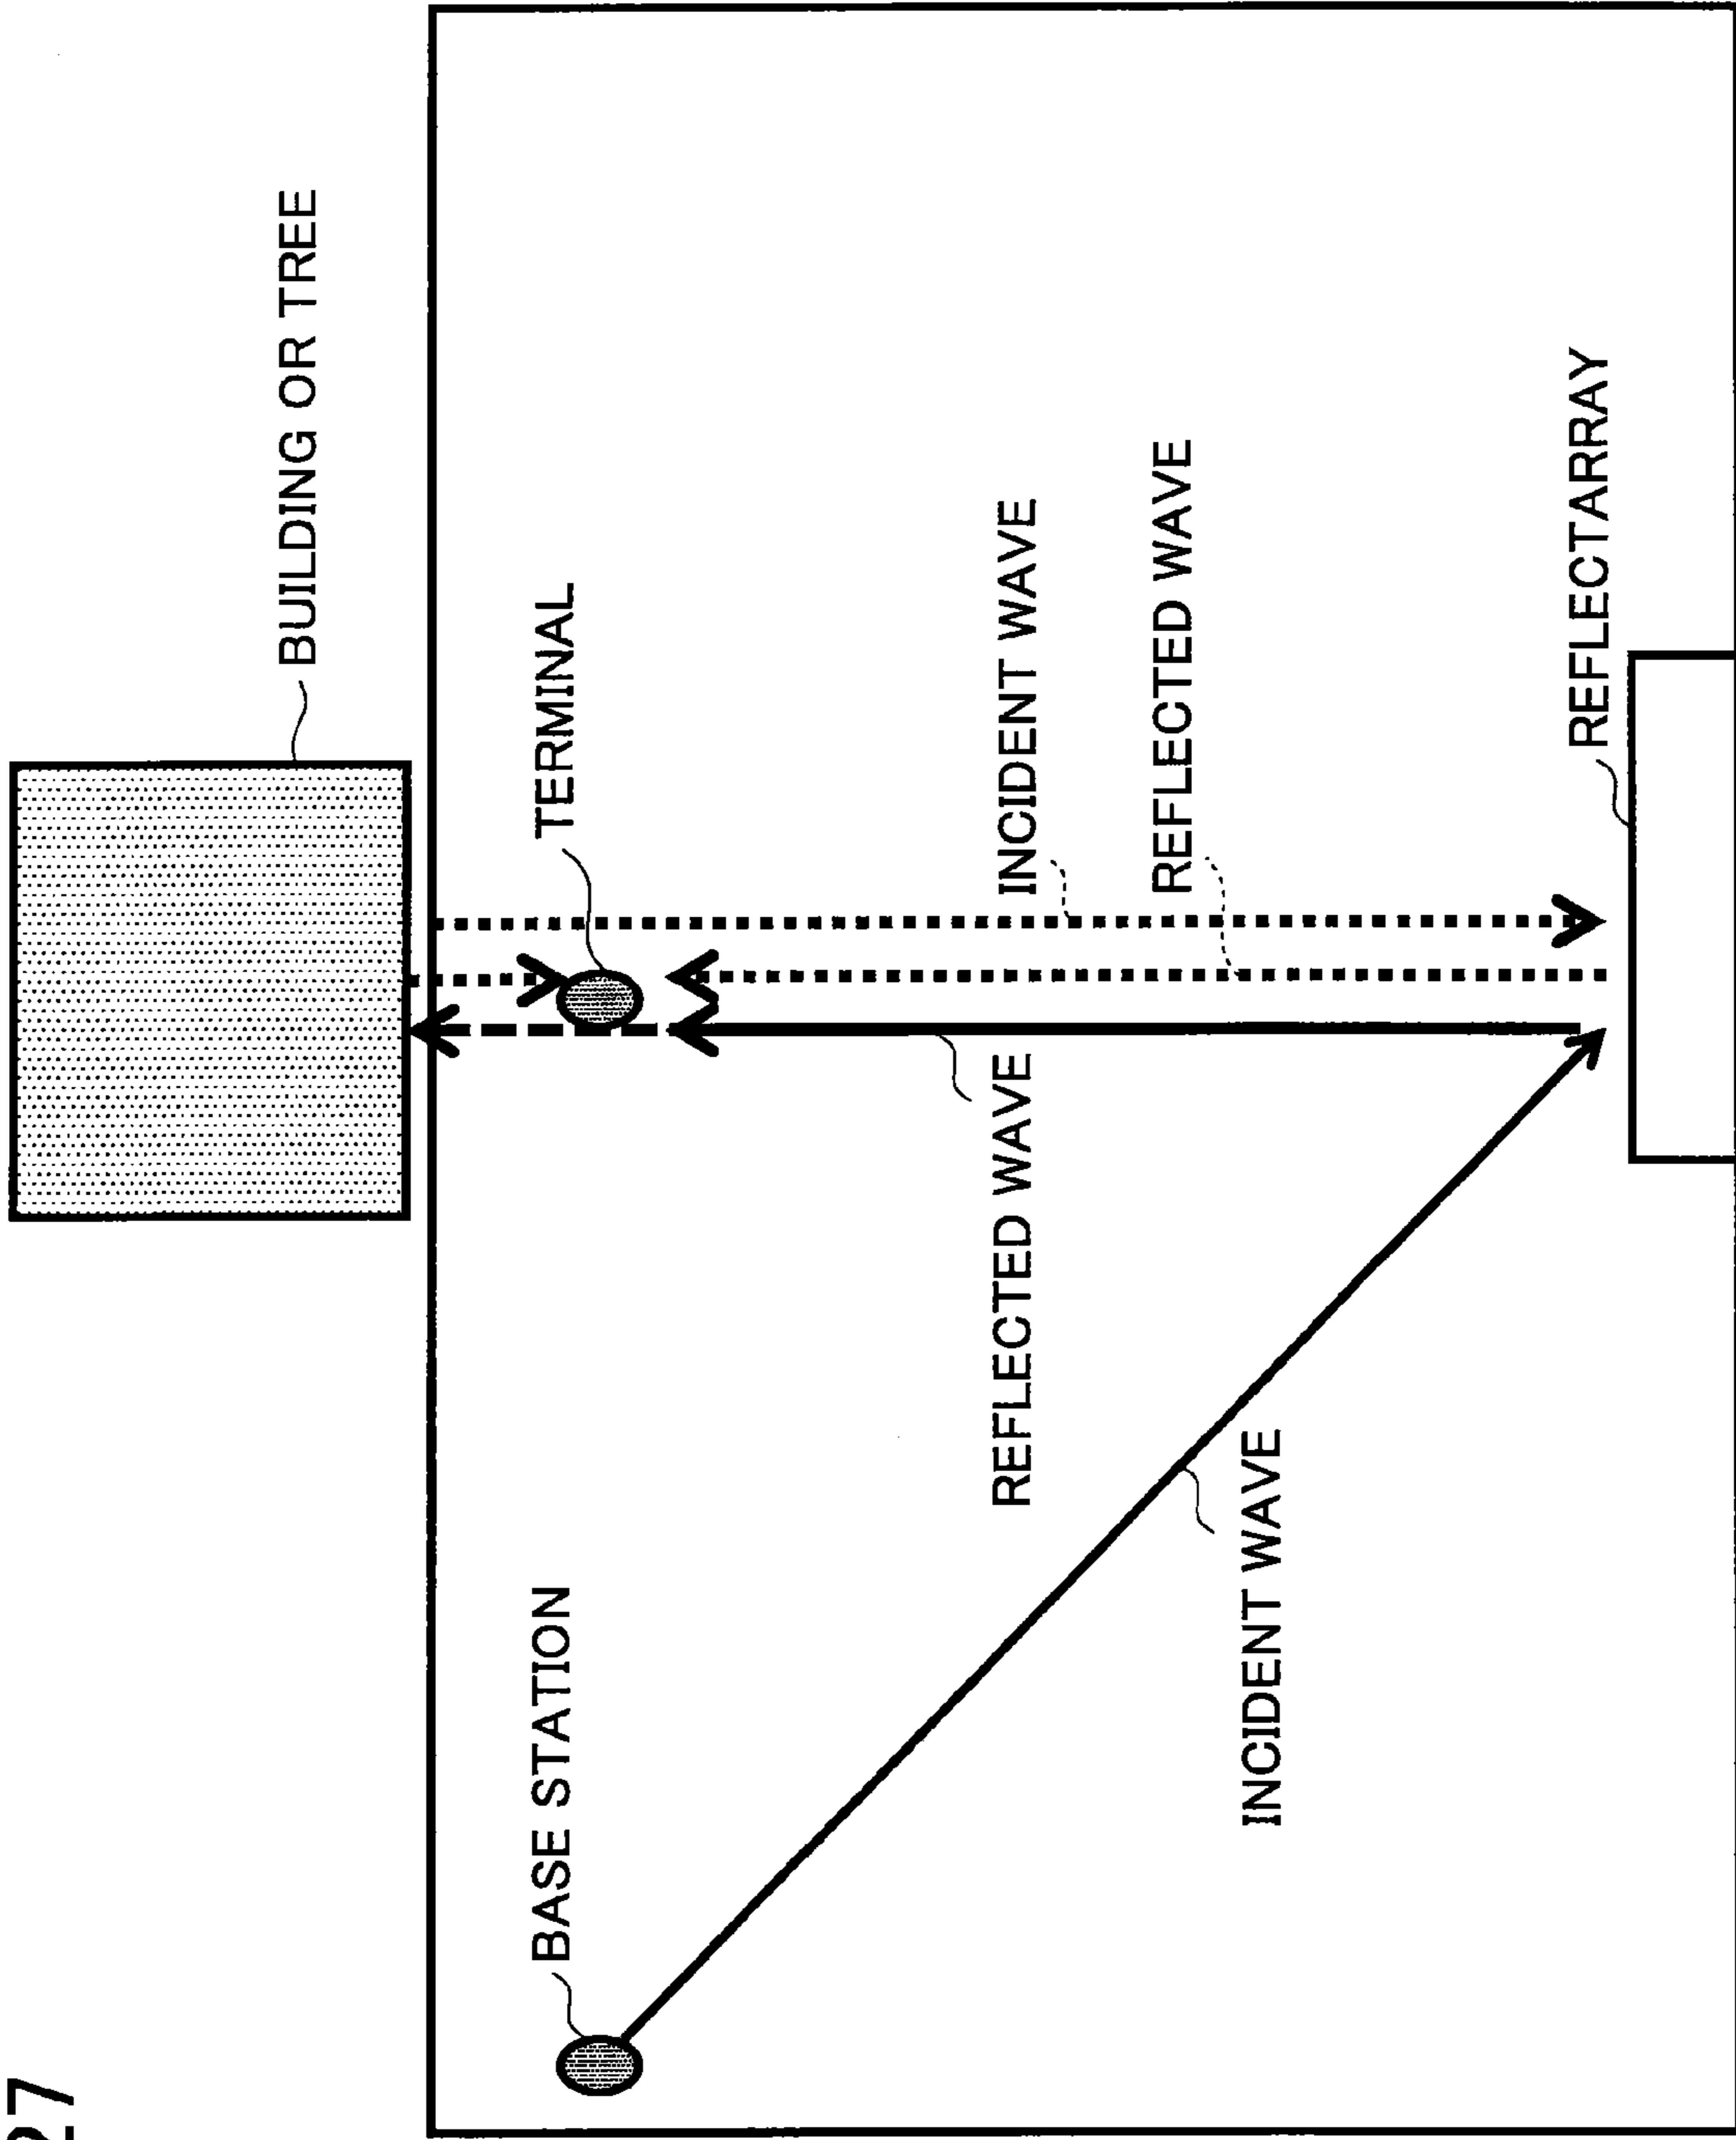 27
BUILDING OR TREE
BASE STATION
TERMINAL
INCIDENT WAVE
REFLECTED WAVE
REFLECTED WAVE
INCIDENT WAVE
REFLECTARRAY